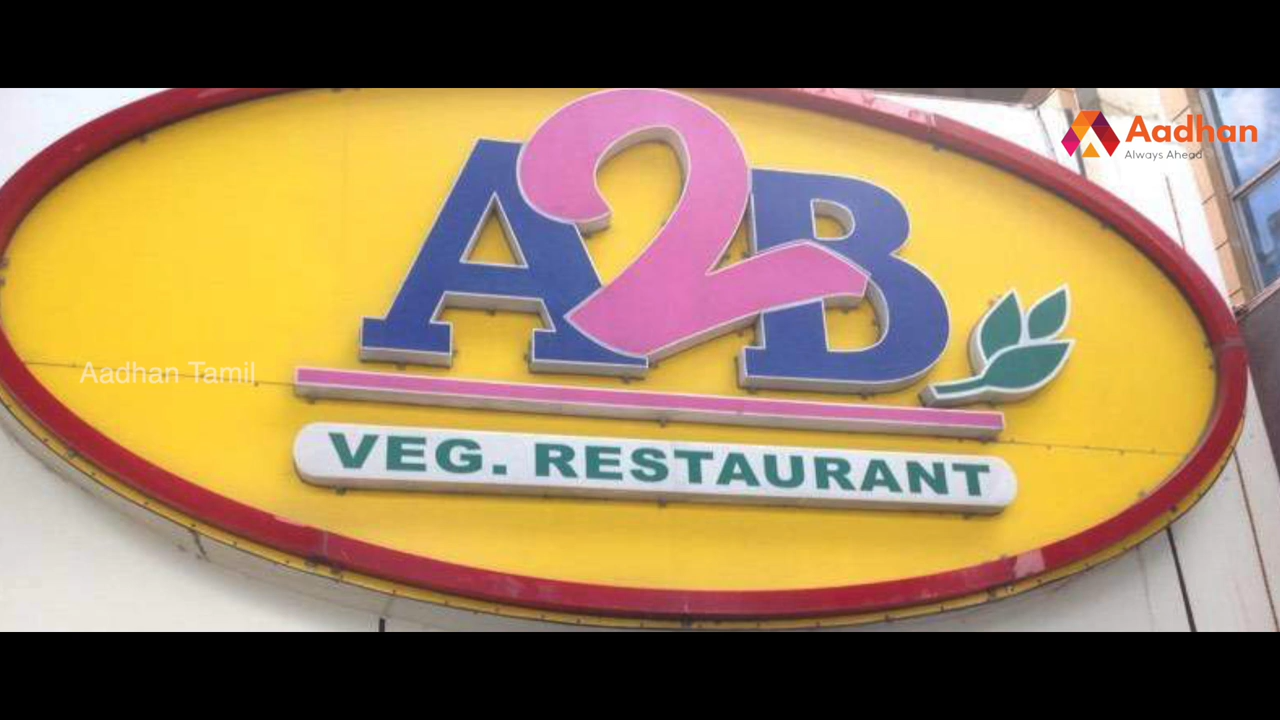 Aadhan
Always Ahead
A2B
Aadhan Tamil
VEG. RESTAURANT